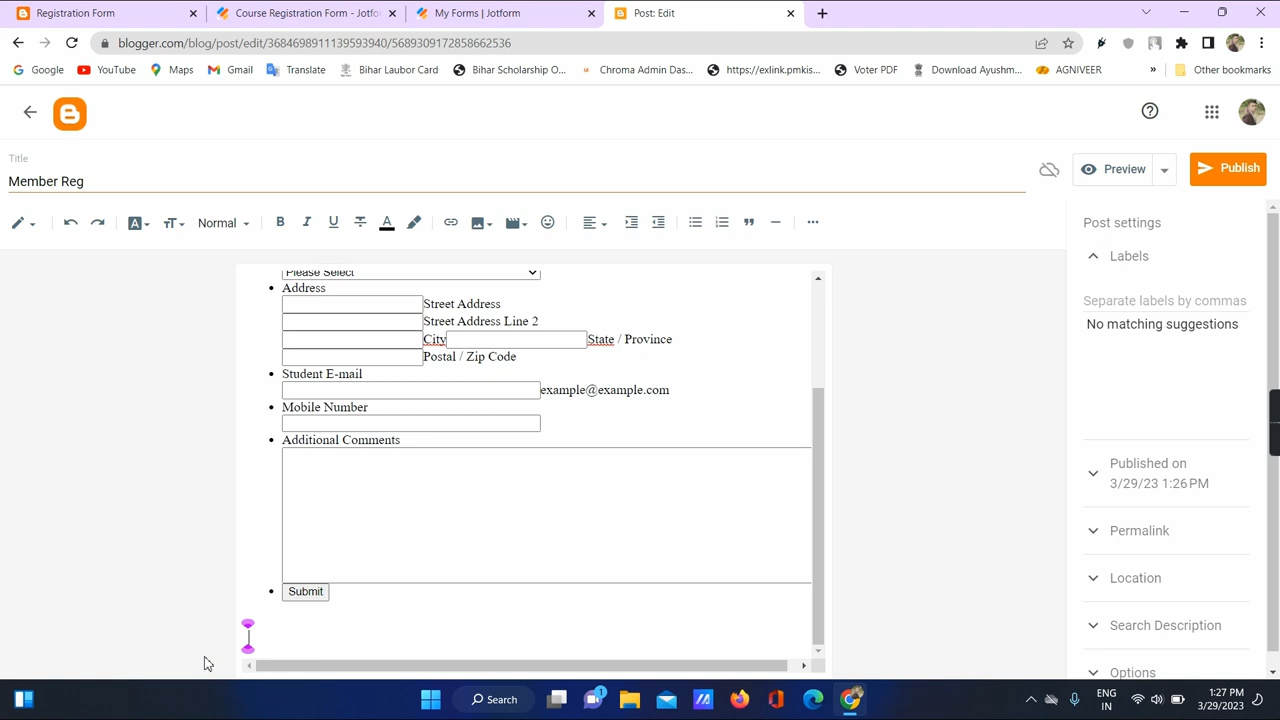 Registration Form
Course Registration Form - Jotfor
My Forms | Jotform
Post: Edit
blogger.com/blog/post/edit/3684698911139593940/5689309172858662536
Google
YouTube
Maps
Gmail
Translate
Bihar Laubor Card
Bihar Scholarship O...
Chroma Admin Das...
https://exlink.pmkis...
Voter PDF
Download Ayushm...
AGNIVEER
»
Other bookmarks
Title
Member Reg
Preview
Publish
Normal
Post settings
Labels
Separate labels by commas
No matching suggestions
Published on
3/29/23 1:26 PM
Permalink
Location
Search Description
Options
Please Select
Address
Street Address
Street Address Line 2
City State / Province
Postal / Zip Code
Student E-mail
example@example.com
Mobile Number
Additional Comments
Submit
Search
1
ENG
IN
1:27 PM
3/29/2023